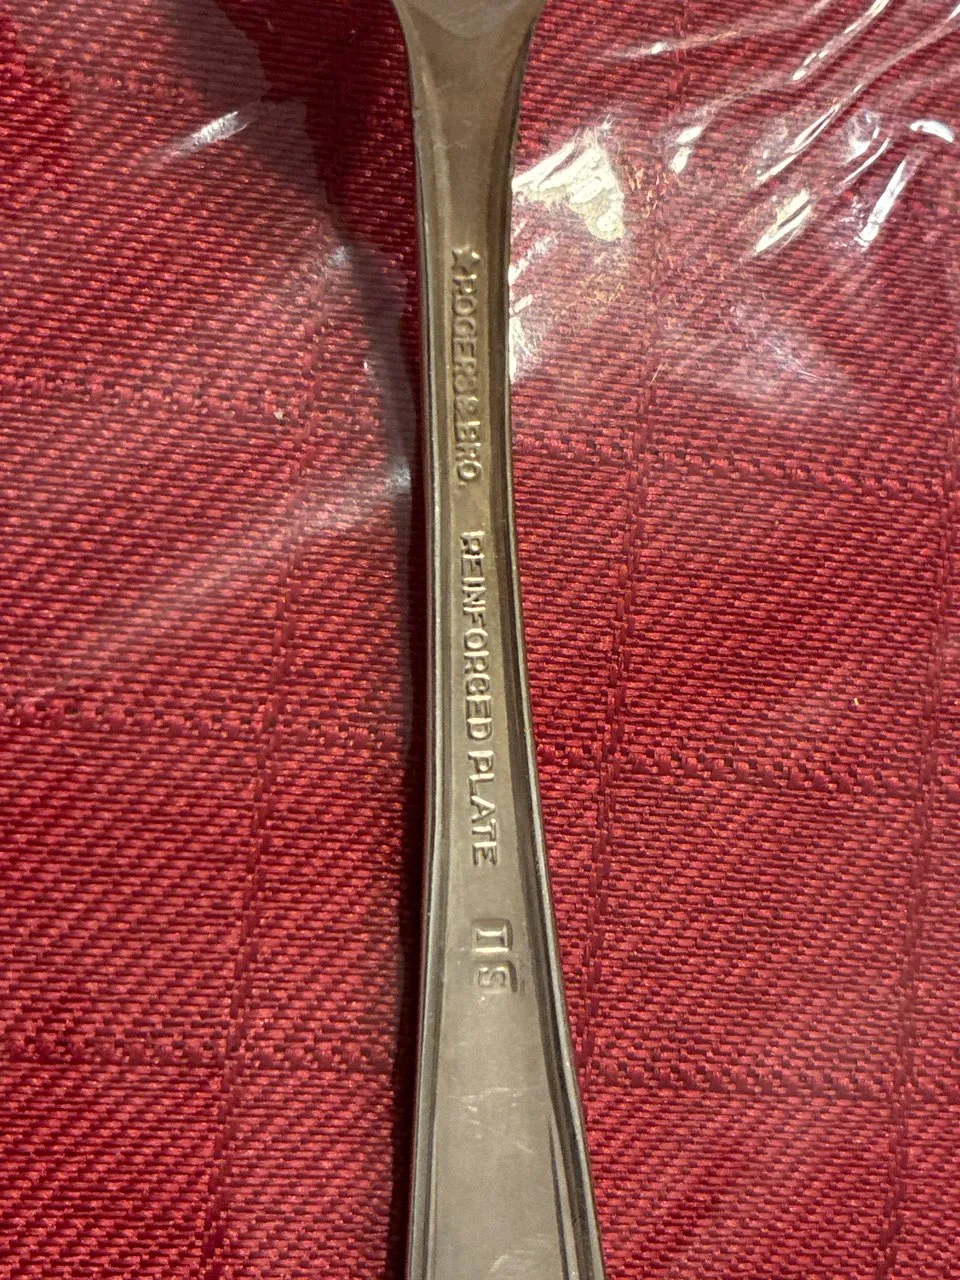 ★ROGERS & BRO. REINFORCED PLATE IS.